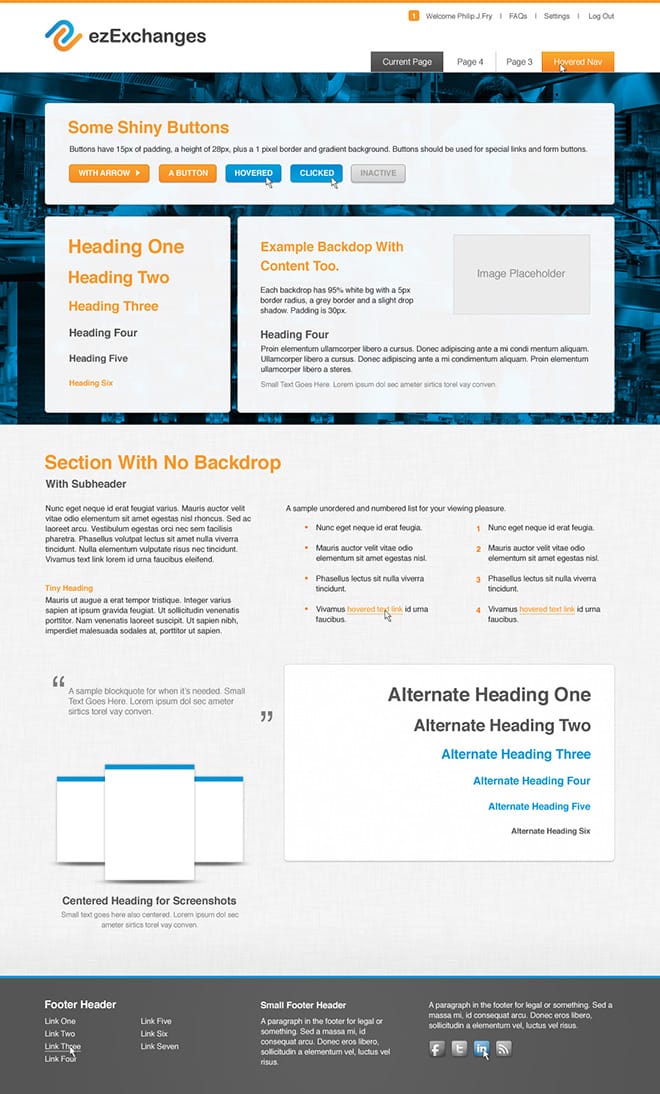 1 Welcome Philip J Fry | FAQs | Settings | Log Out
ezExchanges
Current Page Page 4 Page 3 Hovered Nav
Some Shiny Buttons
Buttons have 15px of padding, a height of 28px, plus a 1 pixel border and gradient background. Buttons should be used for special links and form buttons.
WITH ARROW A BUTTON HOVERED CLICKED INACTIVE
Heading One
Heading Two
Heading Three
Heading Four
Heading Five
Heading Six
Example Backdop With
Content Too.
Each backdrop has 95% white bg with a 5px
border radius, a grey border and a slight drop
shadow. Padding is 30px.
Image Placeholder
Heading Four
Proin elementum ullamcorper libero a cursus. Donec adipiscing ante a mi condi mentum aliquam.
Ullamcorper libero a cursus. Donec adipiscing ante a mi condimentum aliquam. Proin elementum
ullamcorper libero a steres.
Small Text Goes Here. Lorem ipsum dol sec ameter sirtics torel vay conven.
Section With No Backdrop
With Subheader
Nunc eget neque id erat feugiat varius. Mauris auctor velit
vitae odio elementum sit amet egestas nisl rhoncus. Sed ac
laoreet arcu. Vestibulum egestas orci nec sem facilisis
pharetra. Phasellus volutpat lectus sit amet nulla viverra
tincidunt. Nulla elementum vulputate risus nec tincidunt.
Vivamus text link lorem id urna faucibus eleifend.
Tiny Heading
Mauris ut augue a erat tempor tristique. Integer varius
sapien at ipsum gravida feugiat. Ut sollicitudin venenatis
porttitor. Nam venenatis laoreet suscipit. Ut sapien nibh,
imperdiet malesuada sodales at, porttitor ut sapien.
A sample unordered and numbered list for your viewing pleasure.
• Nunc eget neque id erat feugia.
• Mauris auctor velit vitae odio
elementum sit amet egestas nisl.
• Phasellus lectus sit nulla viverra
tincidunt.
• Vivamus hovered text link id urna
faucibus.
1 Nunc eget neque id erat feugia.
2 Mauris auctor velit vitae odio
elementum sit amet egestas nisl.
3 Phasellus lectus sit nulla viverra
tincidunt.
4 Vivamus hovered text link id urna
faucibus.
“ A sample blockquote for when it's needed. Small
Text Goes Here. Lorem ipsum dol sec ameter
sirtics torel vay conven. ”
Alternate Heading One
Alternate Heading Two
Alternate Heading Three
Alternate Heading Four
Alternate Heading Five
Alternate Heading Six
Centered Heading for Screenshots
Small text goes here also centered. Lorem ipsum dol sec
ameter sirtics torel vay conven.
Footer Header
Link One
Link Two
Link Three
Link Four
Link Five
Link Six
Link Seven
Small Footer Header
A paragraph in the footer for legal or
something. Sed a massa mi, id
consequat arcu. Donec eros libero,
sollicitudin a elementum vel, luctus vel
risus.
A paragraph in the footer for legal or something. Sed a
massa mi, id consequat arcu. Donec eros libero,
sollicitudin a elementum vel, luctus vel risus.
f t in